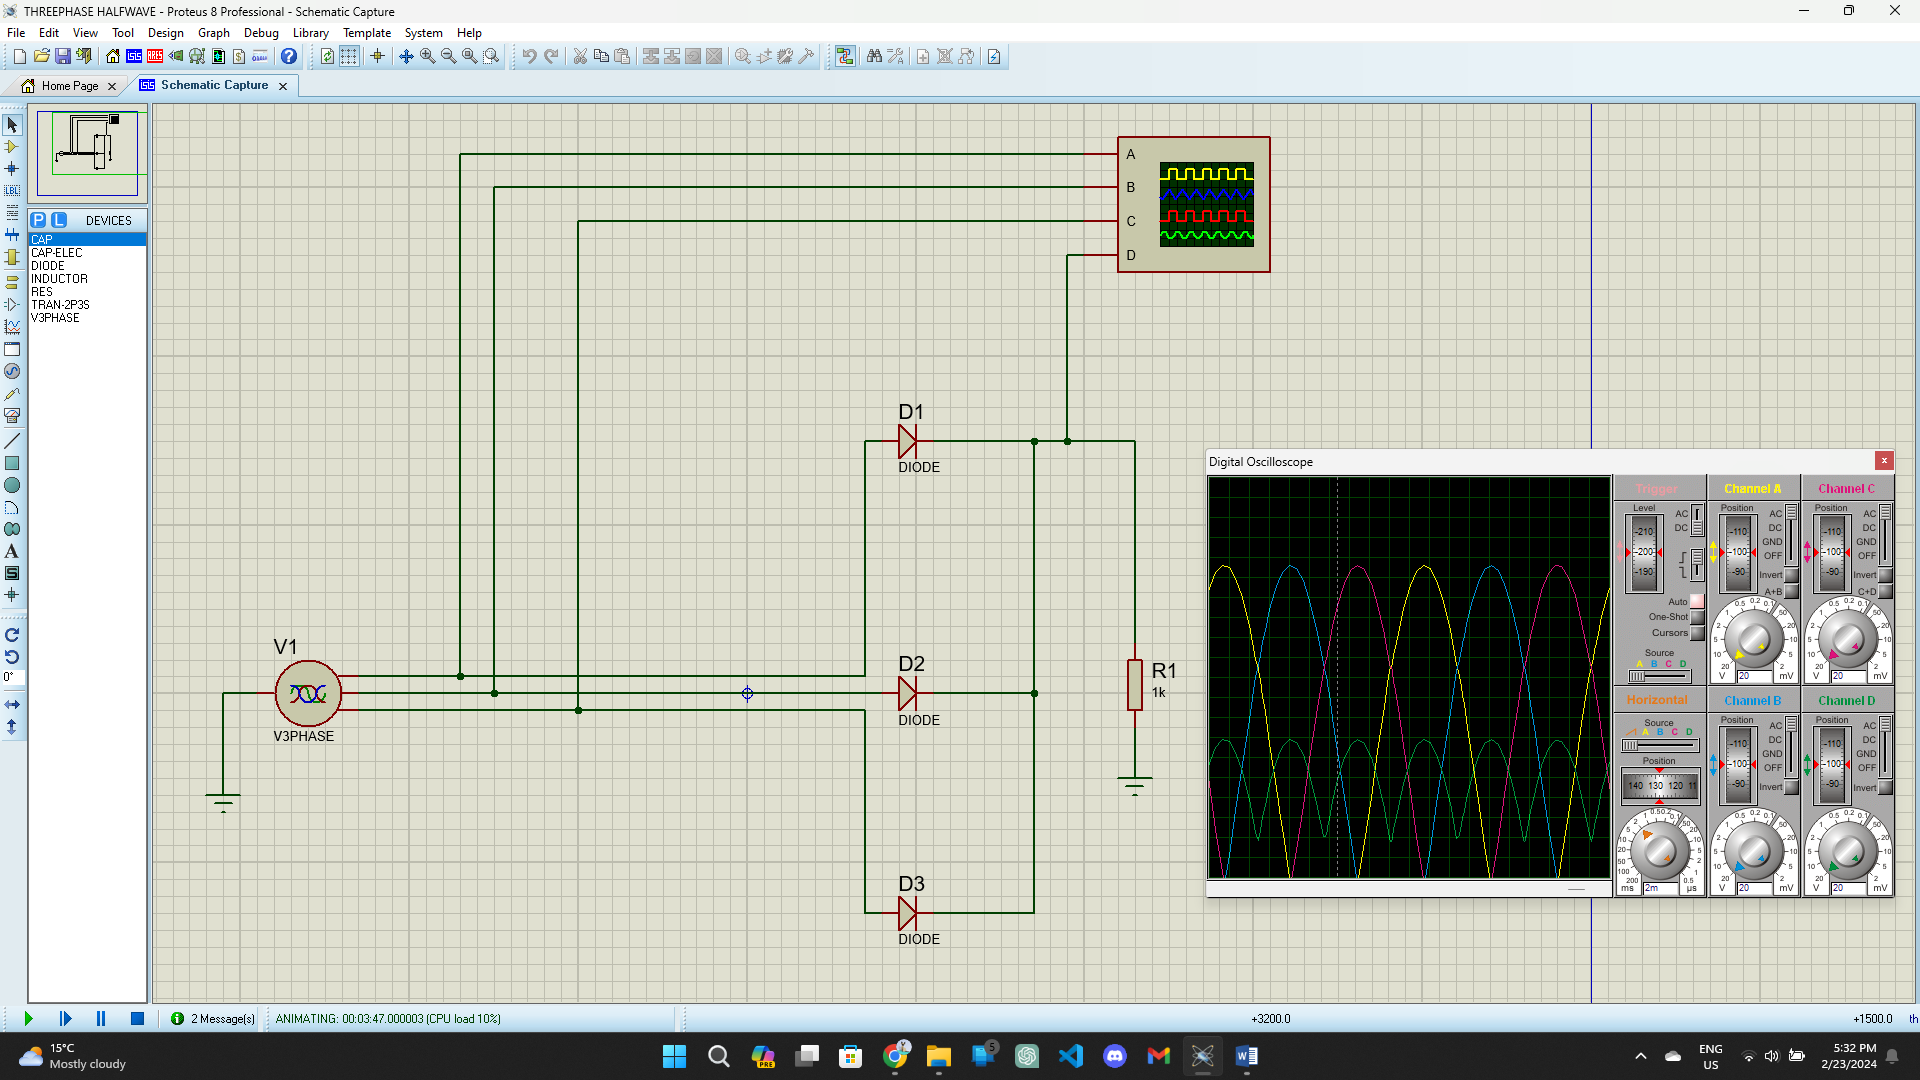 THREEPHASE HALFWAVE - Proteus 8 Professional - Schematic Capture
File Edit View Tool Design Graph Debug Library Template System Help
Home Page
Schematic Capture
P L DEVICES
CAP
CAP-ELEC
DIODE
INDUCTOR
RES
TRAN-2P3S
V3PHASE
LBL
A
S
0°
A
B
C
D
D1
DIODE
V1
V3PHASE
D2
DIODE
R1
1k
D3
DIODE
Digital Oscilloscope
Trigger
Level
-210
-200
-190
AC
DC
Auto
One-Shot
Cursors
Source
A B C D
Channel A
Position
-110
-100
-90
AC
DC
GND
OFF
Invert
A+B
V 20 mV
Channel C
Position
-110
-100
-90
AC
DC
GND
OFF
Invert
C+D
V 20 mV
Horizontal
Source
A B C D
Position
140 130 120 11
ms 2m µs
Channel B
Position
-110
-100
-90
AC
DC
GND
OFF
Invert
V 20 mV
Channel D
Position
-110
-100
-90
AC
DC
GND
OFF
Invert
V 20 mV
2 Message(s)
ANIMATING: 00:03:47.000003 (CPU load 10%)
+3200.0
+1500.0 th
15°C
Mostly cloudy
PRE
5
ENG
US
5:32 PM
2/23/2024